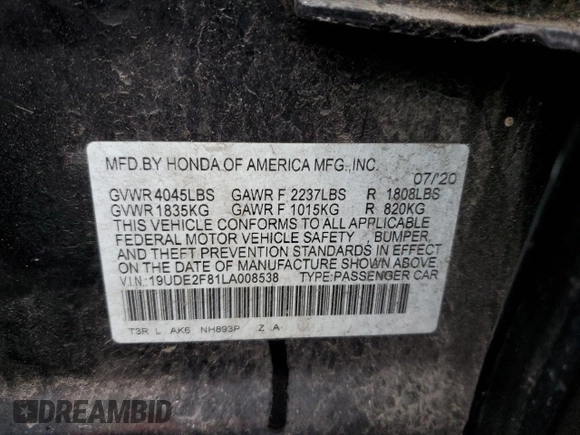 MFD.BY HONDA OF AMERICA MFG.,INC.
07/'20
GVWR 4045LBS GAWR F 2237LBS R 1808LBS
GVWR 1835KG GAWR F 1015KG R 820KG
THIS VEHICLE CONFORMS TO ALL APPLICABLE
FEDERAL MOTOR VEHICLE SAFETY , BUMPER,
AND THEFT PREVENTION STANDARDS IN EFFECT
ON THE DATE OF MANUFACTURE SHOWN ABOVE.
V.I.N.:19UDE2F81LA008538 TYPE:PASSENGER CAR
T3R L AK6 NH893P Z A
DREAMBID